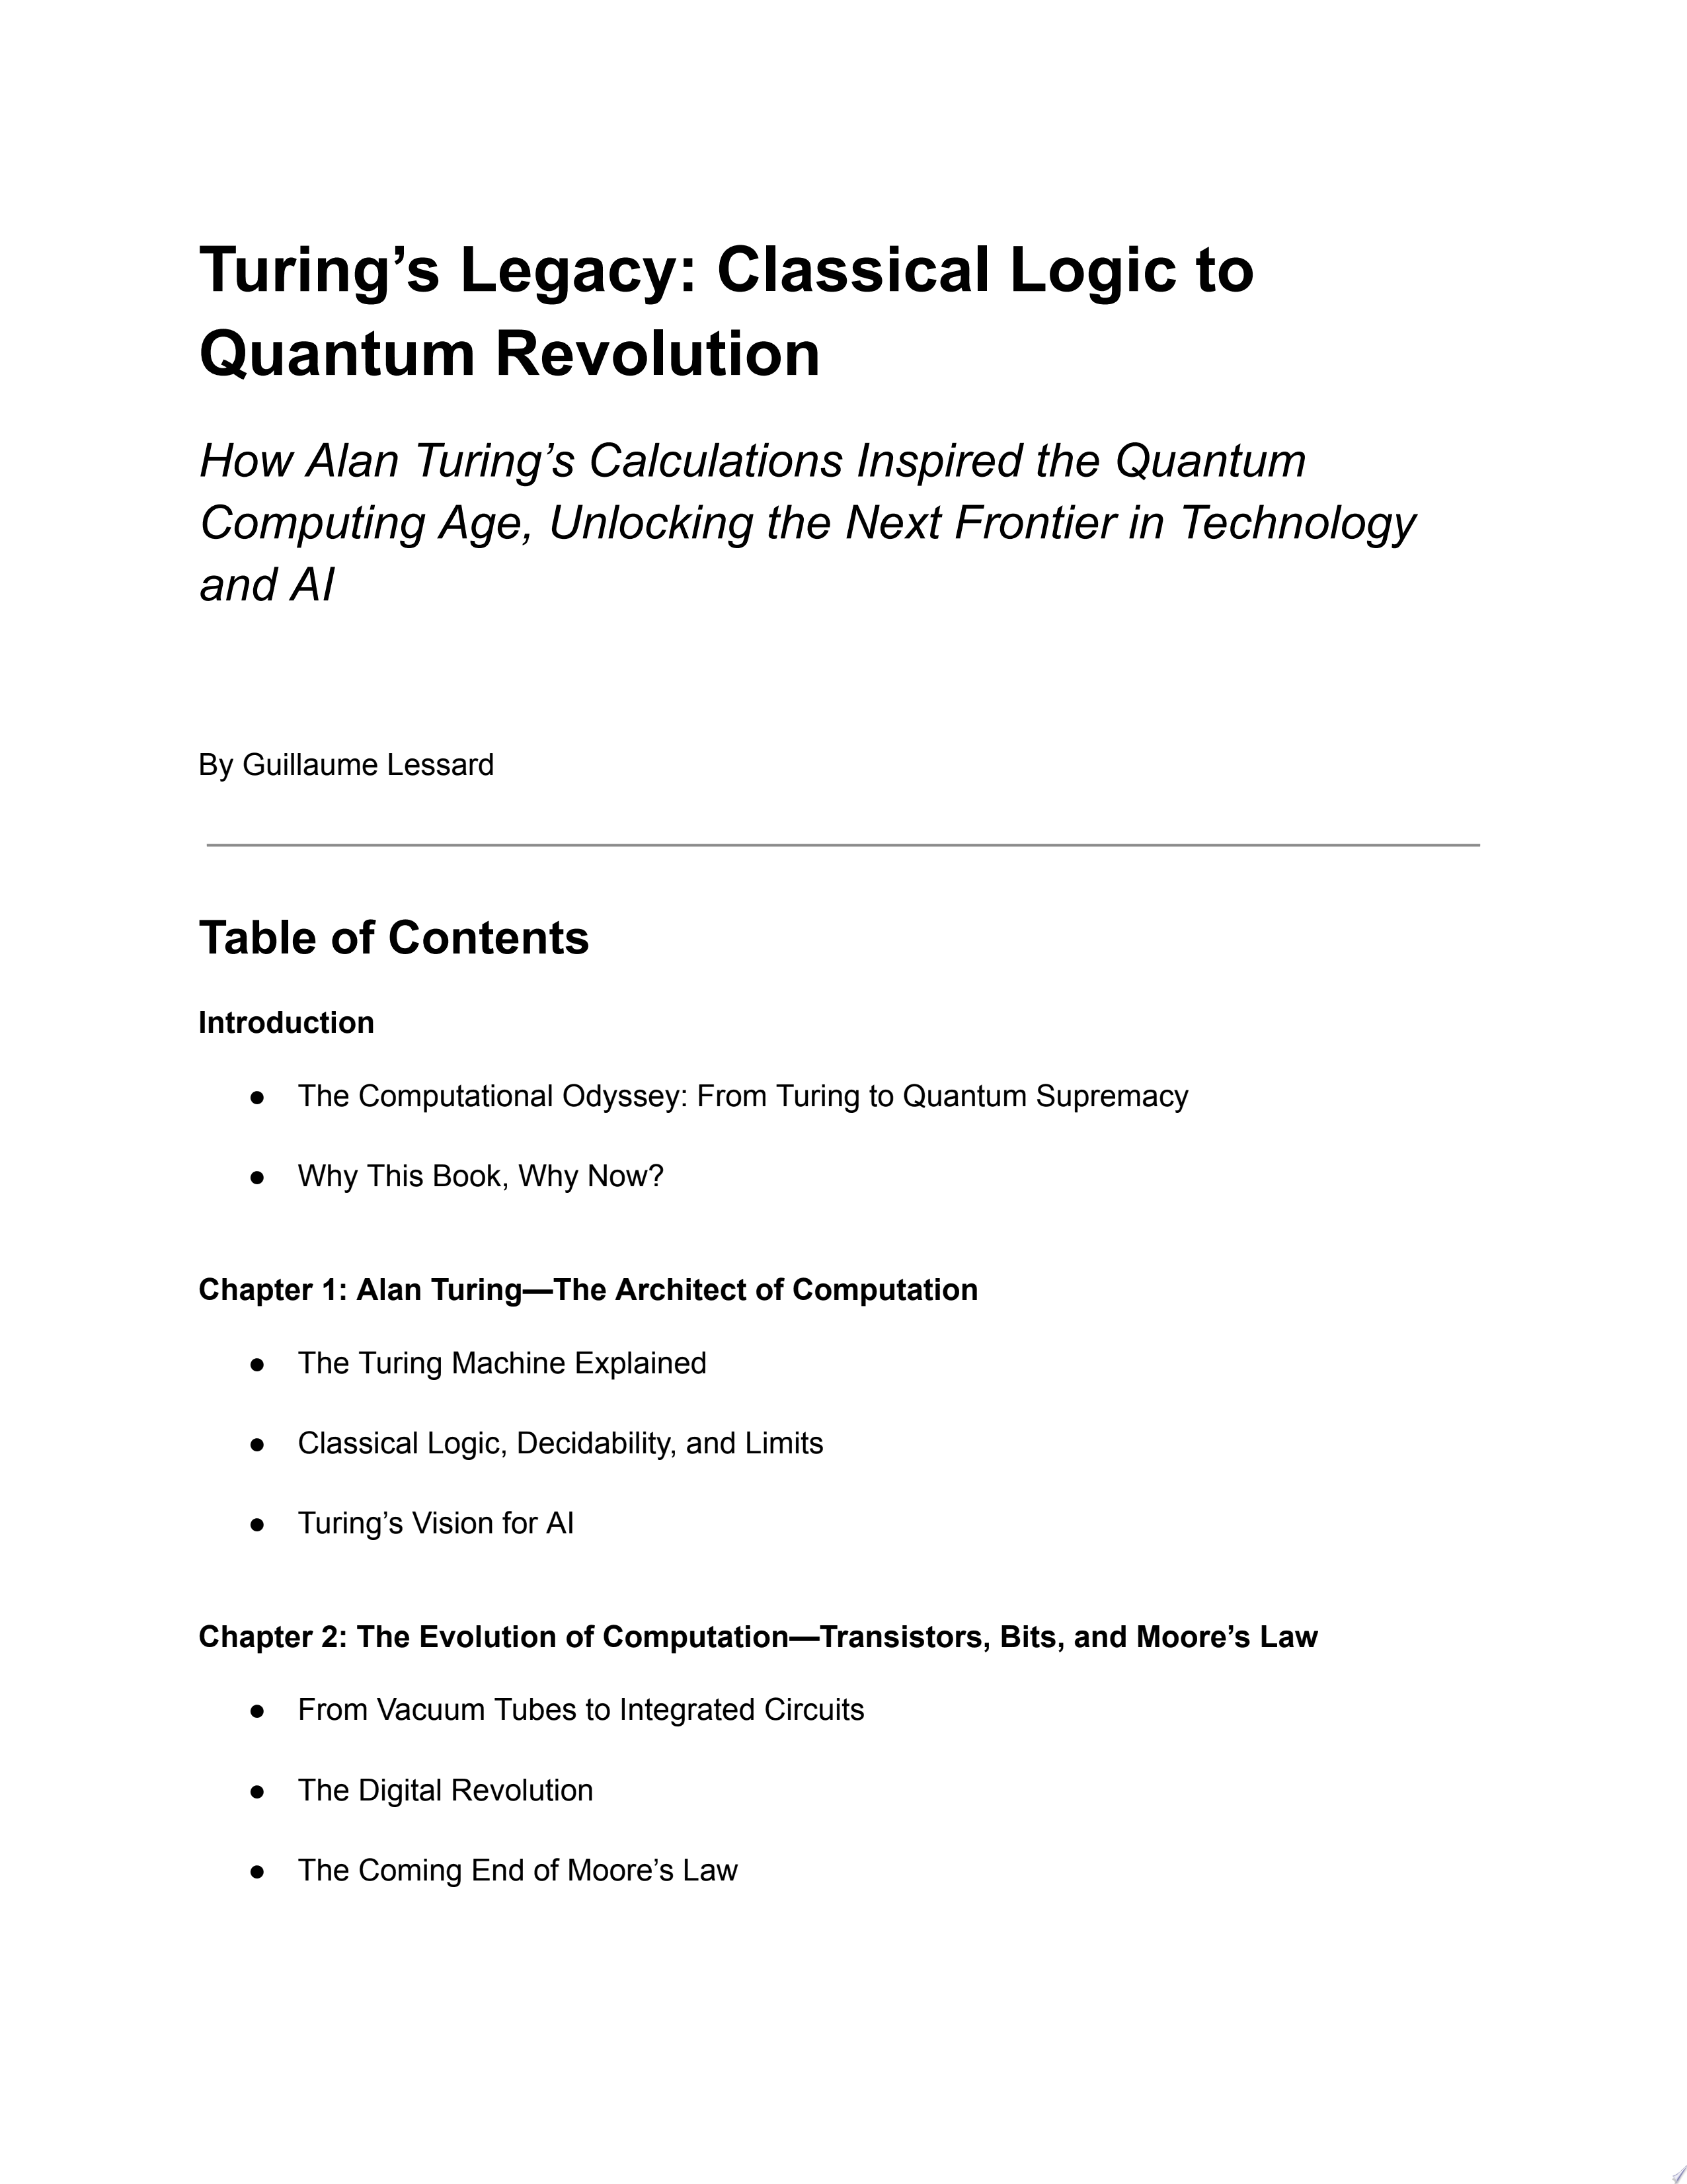 Turing’s Legacy: Classical Logic to
Quantum Revolution
How Alan Turing’s Calculations Inspired the Quantum
Computing Age, Unlocking the Next Frontier in Technology
and AI
By Guillaume Lessard
Table of Contents
Introduction
● The Computational Odyssey: From Turing to Quantum Supremacy
● Why This Book, Why Now?
Chapter 1: Alan Turing—The Architect of Computation
● The Turing Machine Explained
● Classical Logic, Decidability, and Limits
● Turing’s Vision for AI
Chapter 2: The Evolution of Computation—Transistors, Bits, and Moore’s Law
● From Vacuum Tubes to Integrated Circuits
● The Digital Revolution
● The Coming End of Moore’s Law